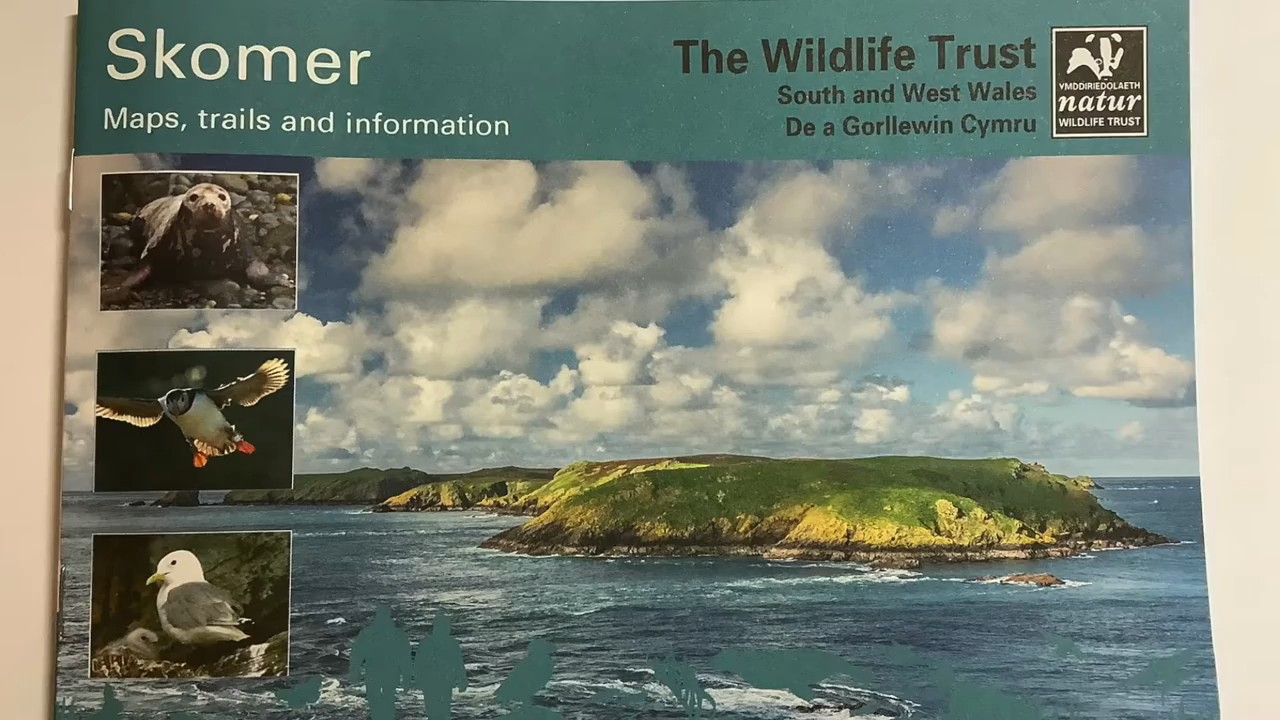 Skomer
Maps, trails and information
The Wildlife Trust
South and West Wales
De a Gorllewin Cymru
YMDDIRIEDOLAETH
natur
WILDLIFE TRUST